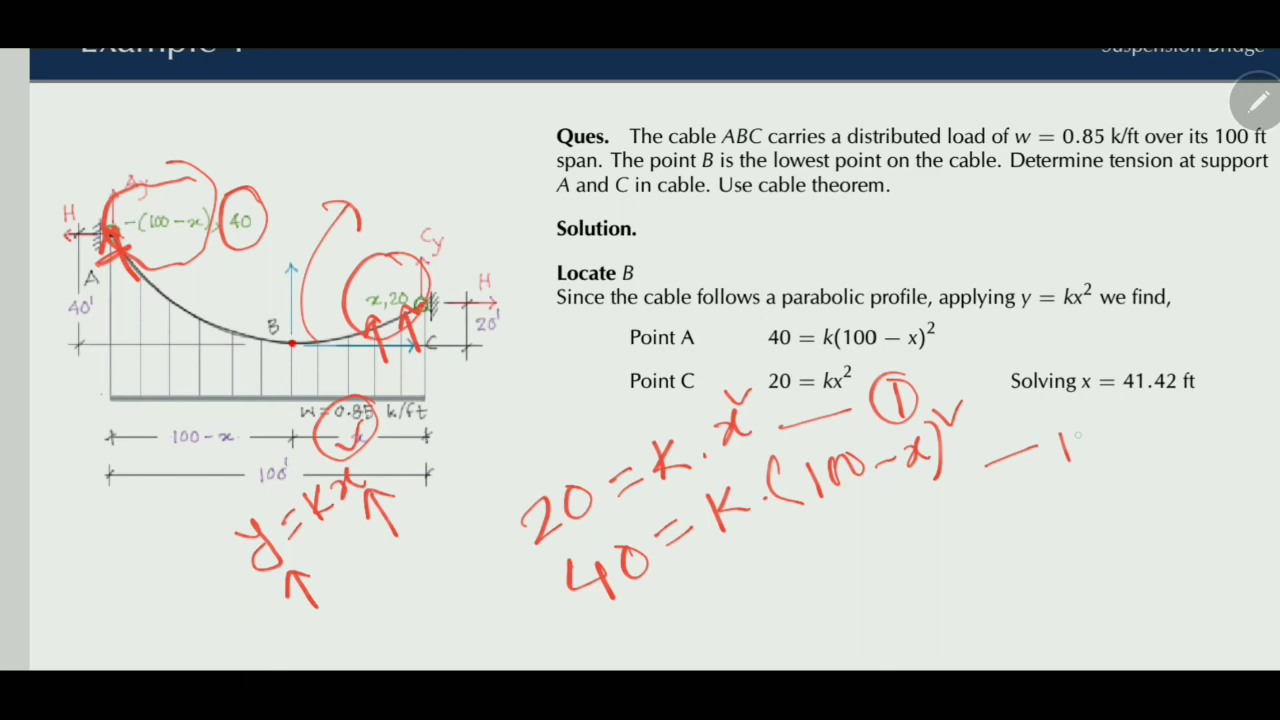 Suspension Bridge
Ques. The cable ABC carries a distributed load of w = 0.85 k/ft over its 100 ft
span. The point B is the lowest point on the cable. Determine tension at support
A and C in cable. Use cable theorem.
Solution.
Locate B
Since the cable follows a parabolic profile, applying y = kx² we find,
Point A 40 = k(100 − x)²
Point C 20 = kx² Solving x = 41.42 ft
Ay
H
-(100-x), 40
A
40'
B
x,20
Cy
H
20'
C
w=0.85 k/ft
100-x
x
100'
y=kx
20=K.x² — ①
40=K.(100-x)² —